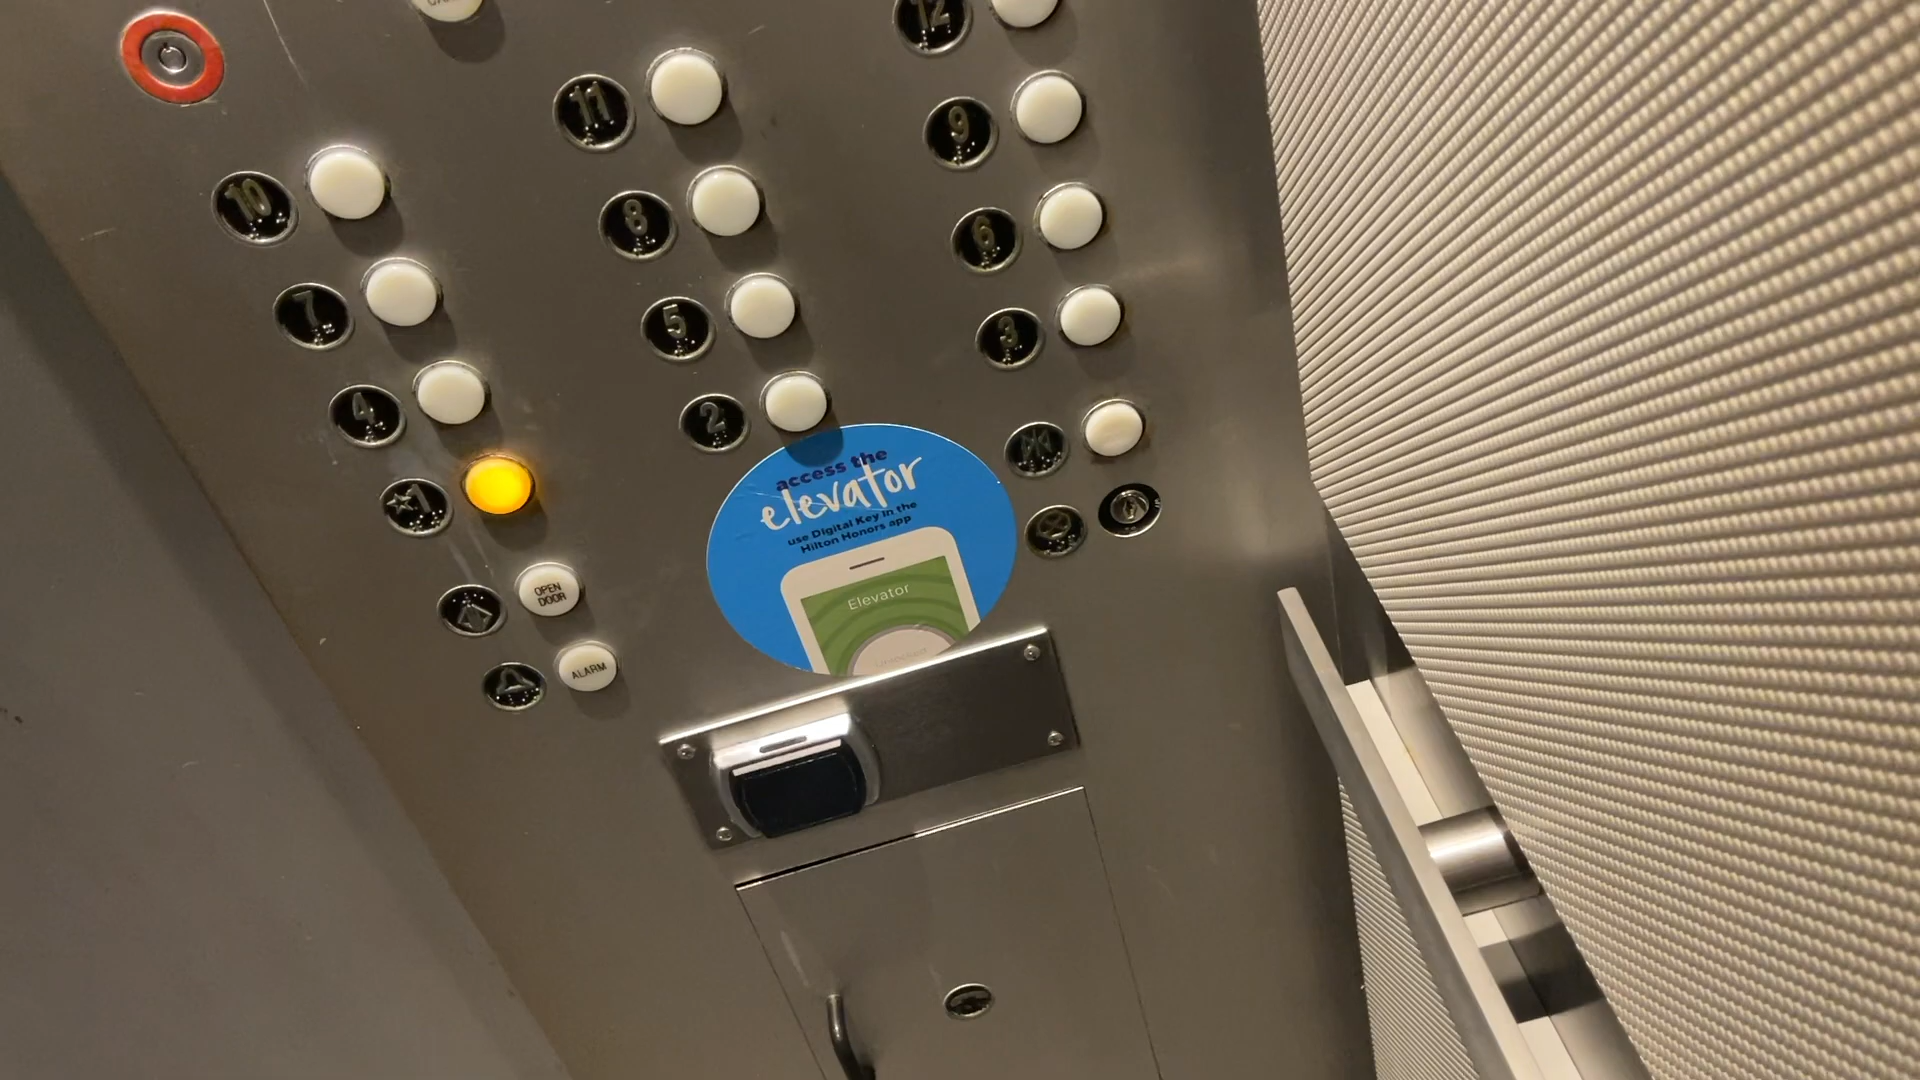 12
11
9
10
8
6
7
5
3
4
2
★1
OPEN
DOOR
ALARM
access the
elevator
use Digital Key in the
Hilton Honors app
Elevator